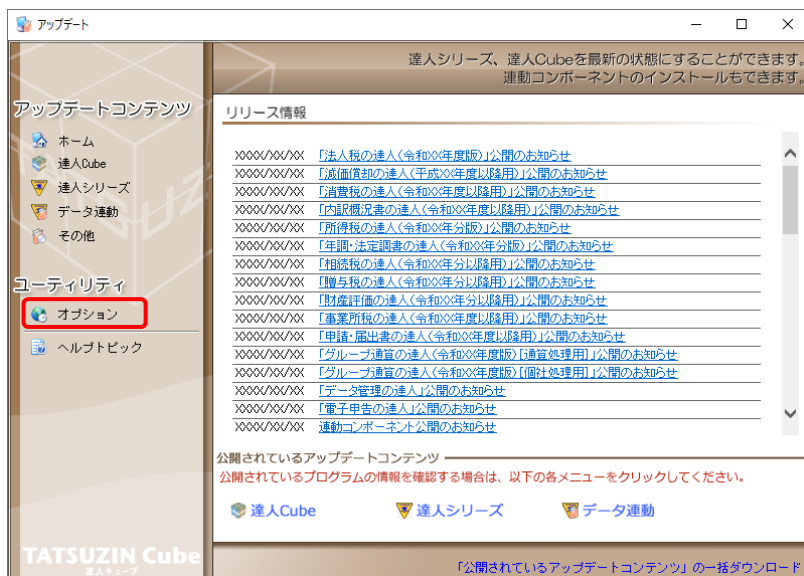 アップデート
達人シリーズ、達人Cubeを最新の状態にすることができます。
連動コンポーネントのインストールもできます。
アップデートコンテンツ
ホーム
達人Cube
達人シリーズ
データ連動
その他
ユーティリティ
オプション
ヘルプトピック
TATSUZIN Cube
達人キューブ
リリース情報
XXXX/XX/XX 「法人税の達人(令和XX年度版)」公開のお知らせ
XXXX/XX/XX 「減価償却の達人(平成XX年度以降用)」公開のお知らせ
XXXX/XX/XX 「消費税の達人(令和XX年度以降用)」公開のお知らせ
XXXX/XX/XX 「内訳概況書の達人(令和XX年度以降用)」公開のお知らせ
XXXX/XX/XX 「所得税の達人(令和XX年分版)」公開のお知らせ
XXXX/XX/XX 「年調・法定調書の達人(令和XX年分版)」公開のお知らせ
XXXX/XX/XX 「相続税の達人(令和XX年分以降用)」公開のお知らせ
XXXX/XX/XX 「贈与税の達人(令和XX年分以降用)」公開のお知らせ
XXXX/XX/XX 「財産評価の達人(令和XX年分以降用)」公開のお知らせ
XXXX/XX/XX 「事業所税の達人(令和XX年度以降用)」公開のお知らせ
XXXX/XX/XX 「申請・届出書の達人(令和XX年度以降用)」公開のお知らせ
XXXX/XX/XX 「グループ通算の達人(令和XX年度版)[通算処理用]」公開のお知らせ
XXXX/XX/XX 「グループ通算の達人(令和XX年度版)[個社処理用]」公開のお知らせ
XXXX/XX/XX 「データ管理の達人」公開のお知らせ
XXXX/XX/XX 「電子申告の達人」公開のお知らせ
XXXX/XX/XX 連動コンポーネント公開のお知らせ
公開されているアップデートコンテンツ
公開されているプログラムの情報を確認する場合は、以下の各メニューをクリックしてください。
達人Cube 達人シリーズ データ連動
「公開されているアップデートコンテンツ」の一括ダウンロード